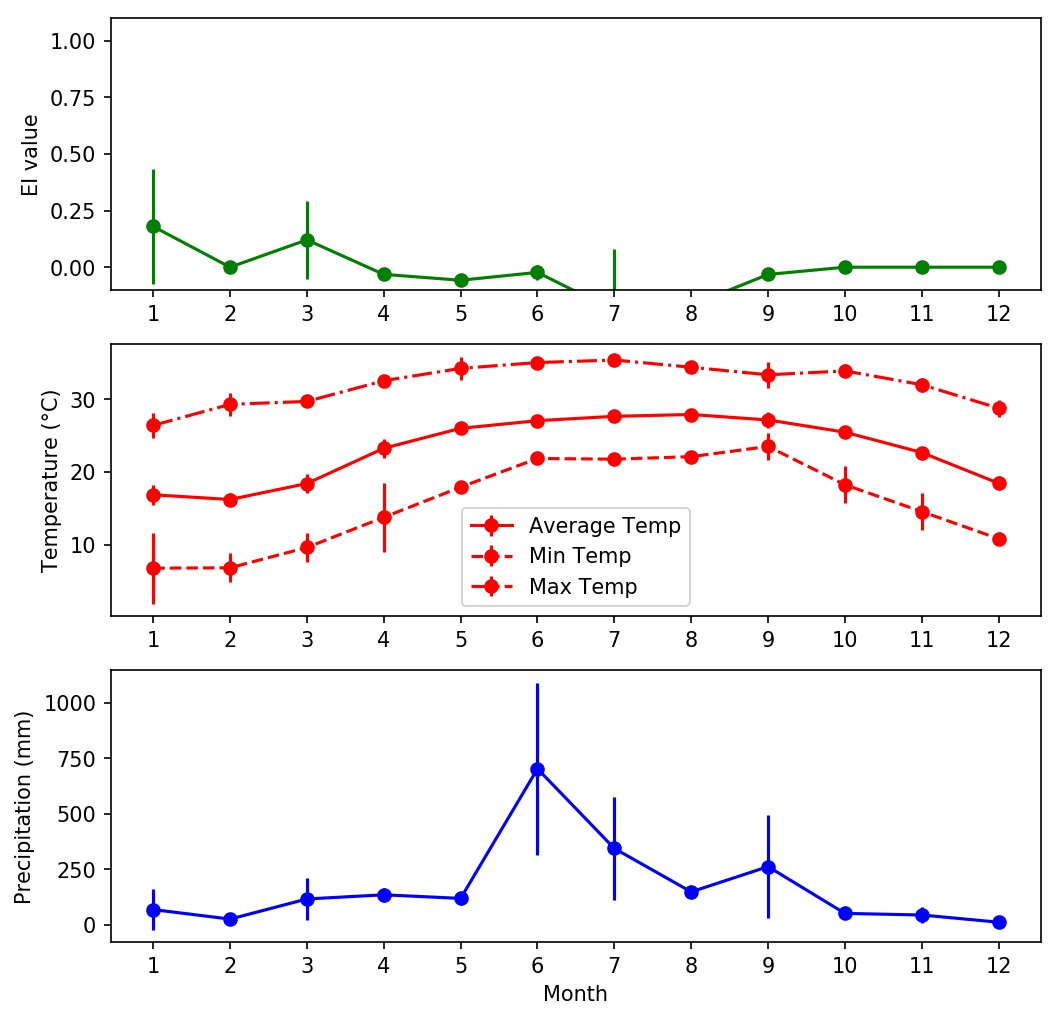 EI value
1.00
0.75
0.50
0.25
0.00
1 2 3 4 5 6 7 8 9 10 11 12
Temperature (°C)
30
20
10
Average Temp
Min Temp
Max Temp
1 2 3 4 5 6 7 8 9 10 11 12
Precipitation (mm)
1000
750
500
250
0
1 2 3 4 5 6 7 8 9 10 11 12
Month